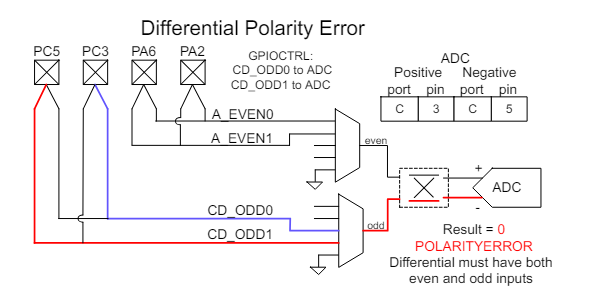 Differential Polarity Error
PC5 PC3 PA6 PA2
GPIOCTRL:
CD_ODD0 to ADC
CD_ODD1 to ADC
ADC
Positive Negative
port pin port pin
C 3 C 5
A_EVEN0
A_EVEN1
even
+
ADC
-
CD_ODD0
CD_ODD1
odd
Result = 0
POLARITYERROR
Differential must have both
even and odd inputs